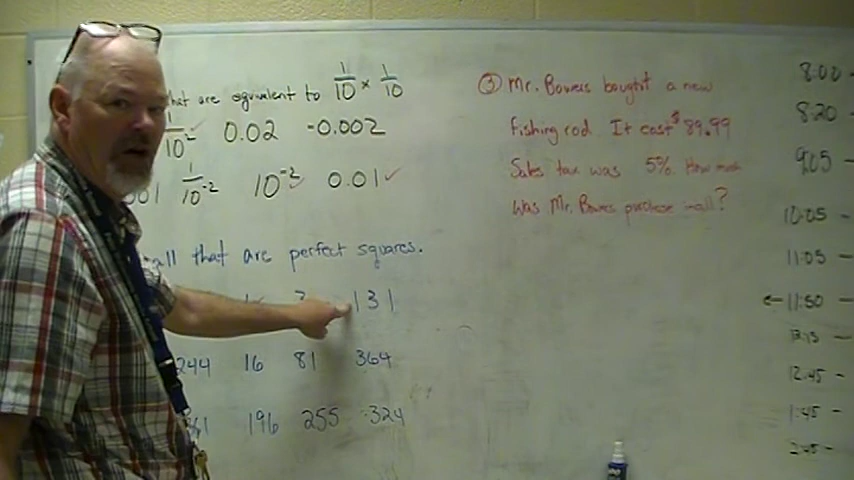 hat are equivalent to 1/10 × 1/10
1/10² ✓ 0.02 -0.002
001 1/10⁻² 10⁻² ✓ 0.01 ✓
all that are perfect squares.
131
244 16 81 364
361 196 255 -324
③ Mr. Bowers bought a new
fishing rod. It cost $89.99
Sales tax was 5%. How much
was Mr. Bowers purchase in all?
8:00 -
8:20 -
9:05 -
10:05 -
11:05 -
← 11:50 -
12:15 -
12:45 -
1:45 -
2:45 -